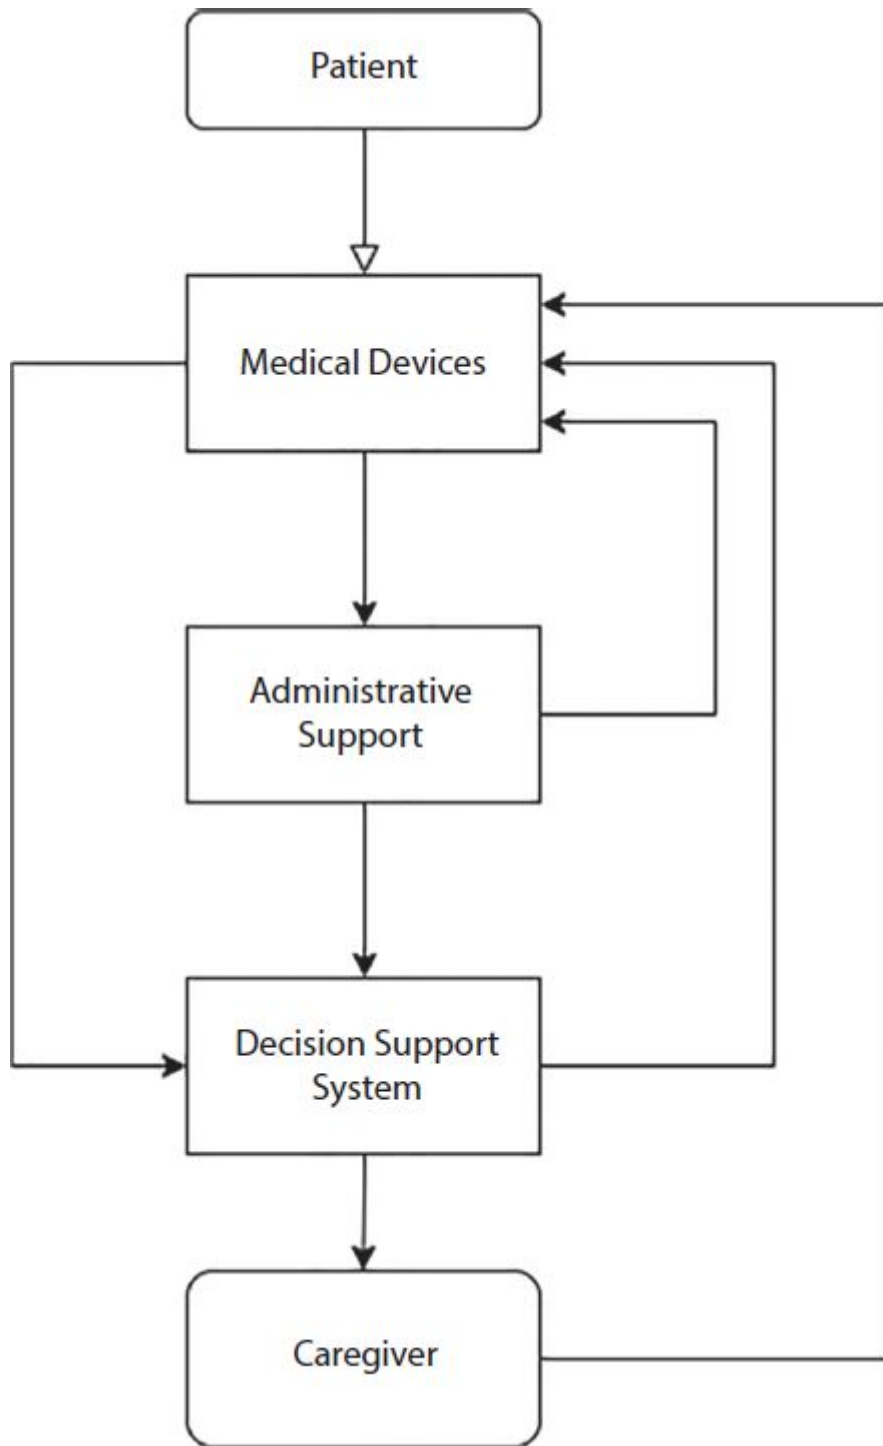 Patient
Medical Devices
Administrative
Support
Decision Support
System
Caregiver